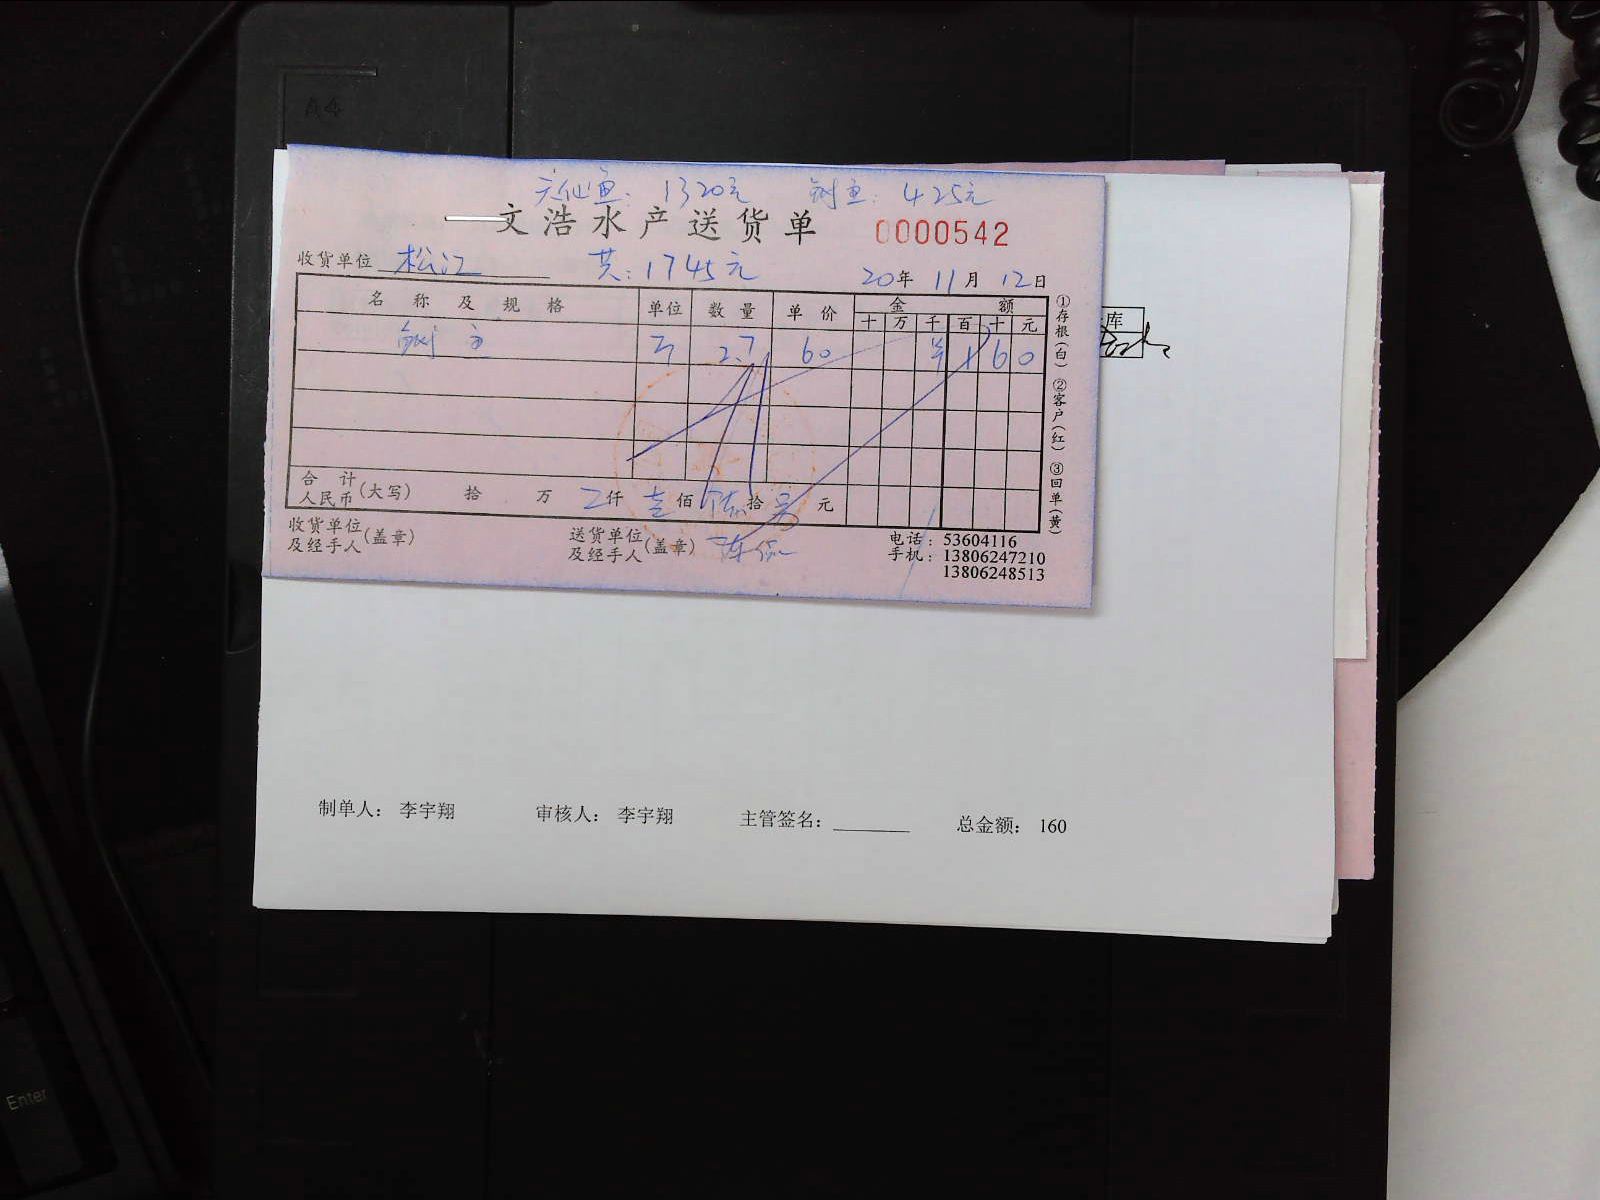 A4
鱼: 1320元 鱼: 425元
文浩水产送货单 0000542
收货单位 松江 共: 1745元 20年 11月 12日
名称及规格 单位 数量 单价 金额
十 万 千 百 十 元
2.7 60 ¥ 1 6 0
合计
人民币(大写) 拾 万 仟 壹佰 陆拾 元
收货单位
及经手人(盖章)
送货单位
及经手人(盖章)
电话: 53604116
手机: 13806247210
13806248513
①存根(白) ②客户(红) ③回单(黄)
库
制单人: 李宇翔 审核人: 李宇翔 主管签名: 总金额: 160
Enter